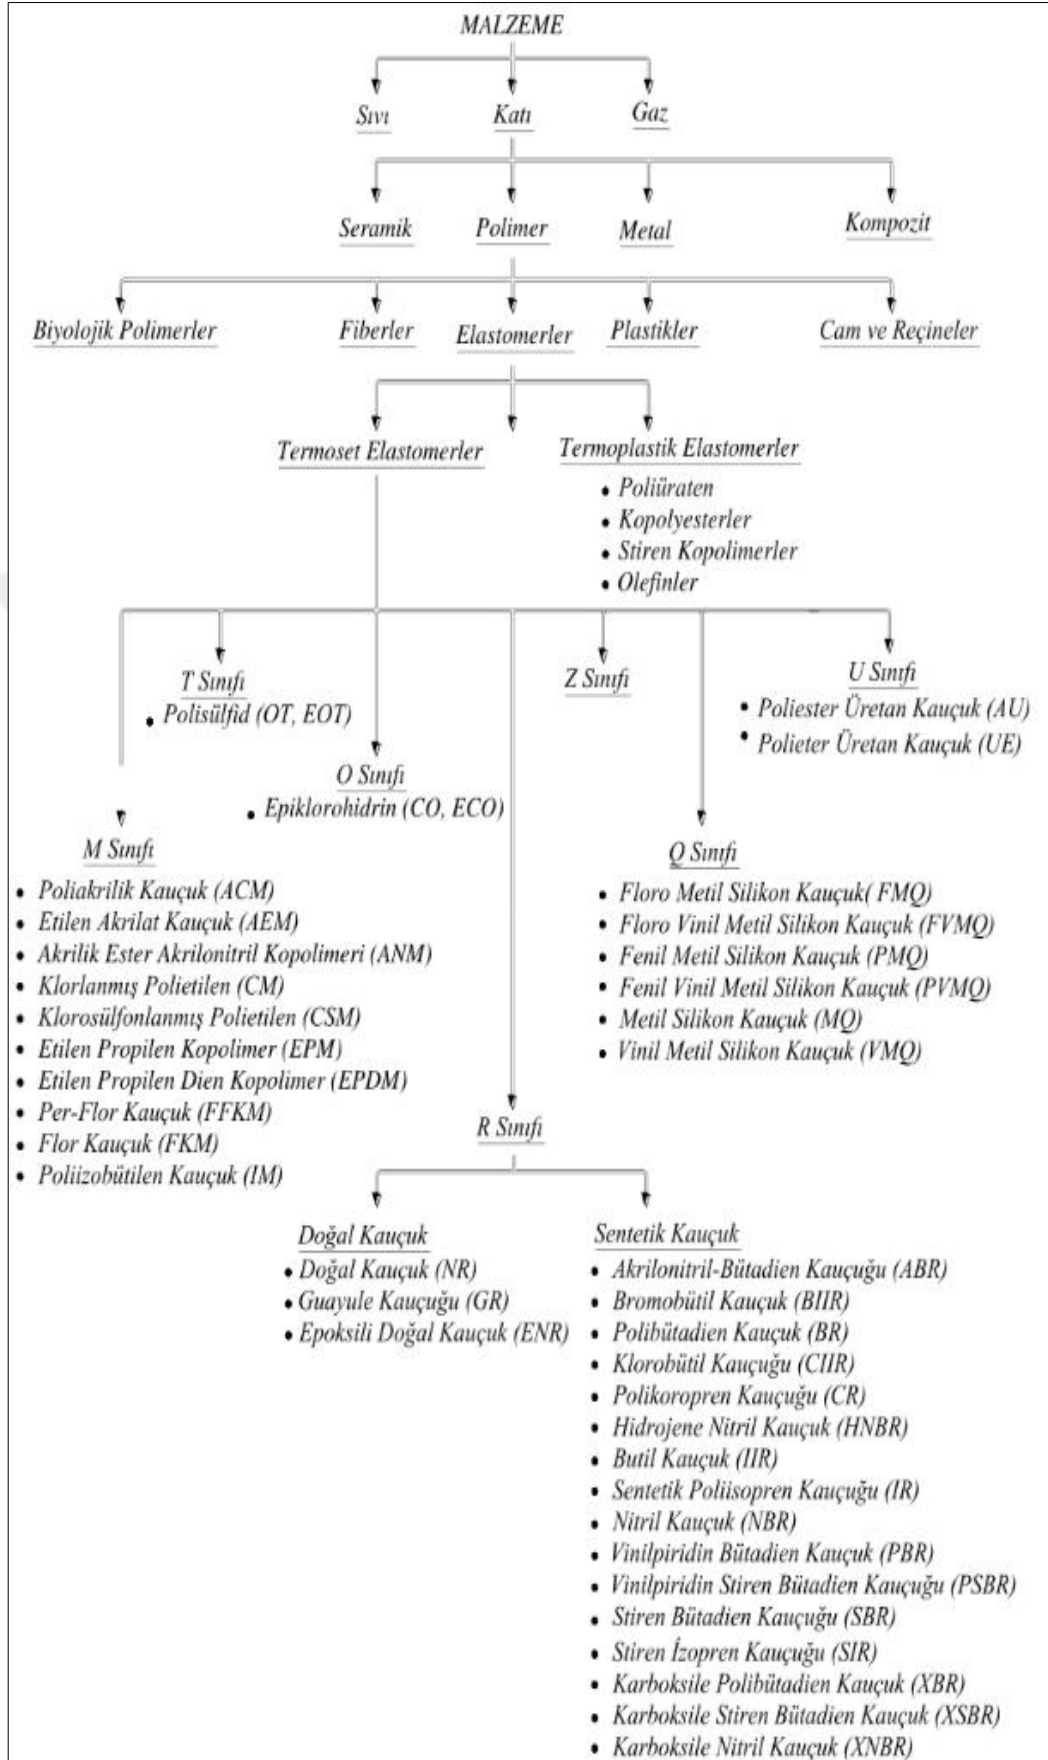 MALZEME
Sıvı
Katı
Gaz
Seramik
Polimer
Metal
Kompozit
Biyolojik Polimerler
Fiberler
Elastomerler
Plastikler
Cam ve Reçineler
Termoset Elastomerler
Termoplastik Elastomerler
• Poliüraten
• Kopolyesterler
• Stiren Kopolimerler
• Olefinler
T Sınıfı
• Polisülfid (OT, EOT)
Z Sınıfı
U Sınıfı
• Poliester Üretan Kauçuk (AU)
• Polieter Üretan Kauçuk (UE)
O Sınıfı
• Epiklorohidrin (CO, ECO)
M Sınıfı
• Poliakrilik Kauçuk (ACM)
• Etilen Akrilat Kauçuk (AEM)
• Akrilik Ester Akrilonitril Kopolimeri (ANM)
• Klorlanmış Polietilen (CM)
• Klorosülfonlanmış Polietilen (CSM)
• Etilen Propilen Kopolimer (EPM)
• Etilen Propilen Dien Kopolimer (EPDM)
• Per-Flor Kauçuk (FFKM)
• Flor Kauçuk (FKM)
• Poliizobütilen Kauçuk (IM)
Q Sınıfı
• Floro Metil Silikon Kauçuk( FMQ)
• Floro Vinil Metil Silikon Kauçuk (FVMQ)
• Fenil Metil Silikon Kauçuk (PMQ)
• Fenil Vinil Metil Silikon Kauçuk (PVMQ)
• Metil Silikon Kauçuk (MQ)
• Vinil Metil Silikon Kauçuk (VMQ)
R Sınıfı
Doğal Kauçuk
• Doğal Kauçuk (NR)
• Guayule Kauçuğu (GR)
• Epoksili Doğal Kauçuk (ENR)
Sentetik Kauçuk
• Akrilonitril-Bütadien Kauçuğu (ABR)
• Bromobütil Kauçuk (BIIR)
• Polibütadien Kauçuk (BR)
• Klorobütil Kauçuğu (CIIR)
• Polikoropren Kauçuğu (CR)
• Hidrojene Nitril Kauçuk (HNBR)
• Butil Kauçuk (IIR)
• Sentetik Poliisopren Kauçuğu (IR)
• Nitril Kauçuk (NBR)
• Vinilpiridin Bütadien Kauçuk (PBR)
• Vinilpiridin Stiren Bütadien Kauçuğu (PSBR)
• Stiren Bütadien Kauçuğu (SBR)
• Stiren İzopren Kauçuğu (SIR)
• Karboksile Polibütadien Kauçuk (XBR)
• Karboksile Stiren Bütadien Kauçuk (XSBR)
• Karboksile Nitril Kauçuk (XNBR)